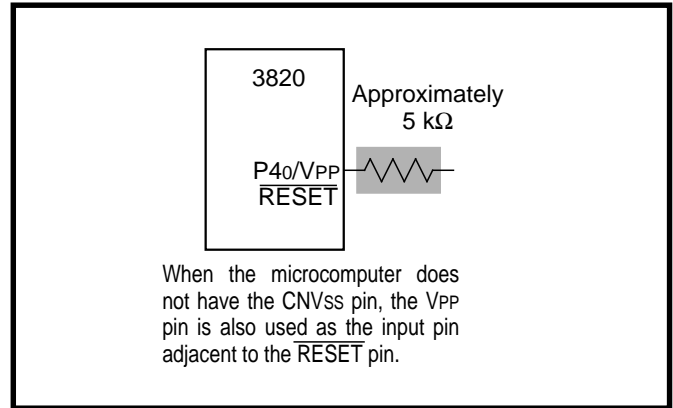 3820
Approximately
5 kΩ
P40/VPP
RESET
When the microcomputer does
not have the CNVSS pin, the VPP
pin is also used as the input pin
adjacent to the RESET pin.